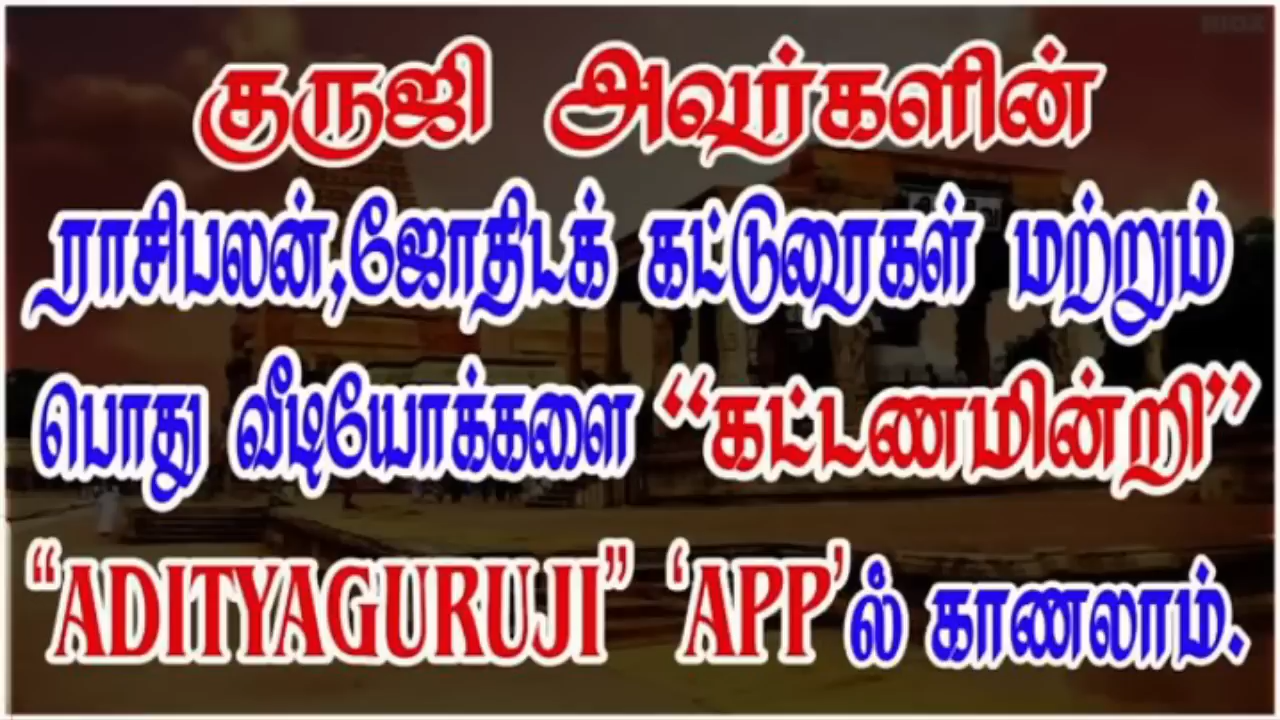 குருஜி அவர்களின்
ராசிபலன்,ஜோதிடக் கட்டுரைகள் மற்றும்
பொது வீடியோக்களை “கட்டணமின்றி”
“ADITYAGURUJI” ‘APP’ல் காணலாம்.